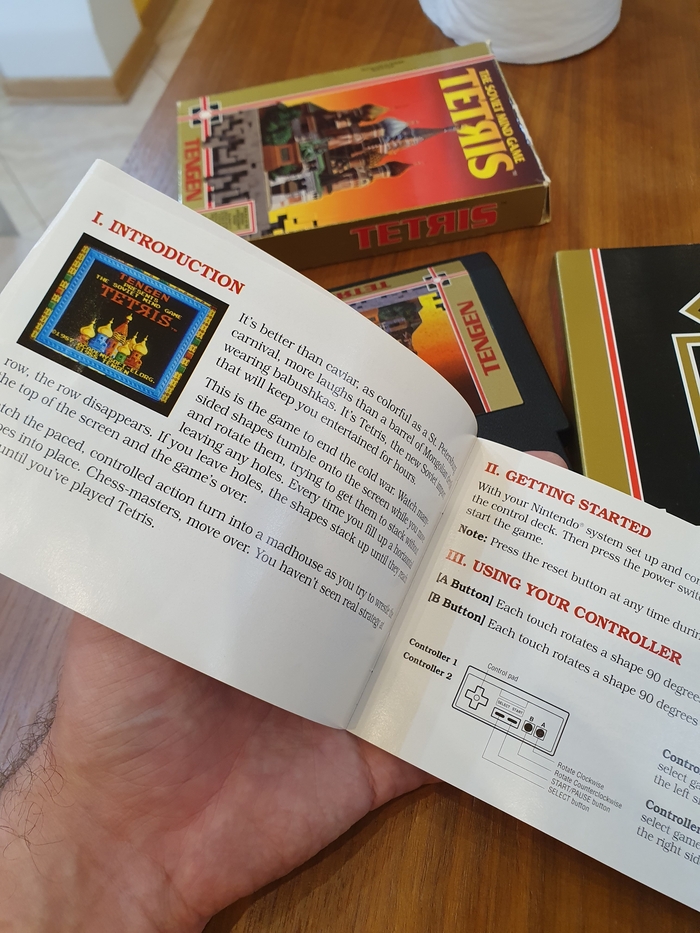 THE SOVIET MIND GAME
TETRIS
TENGEN
TETRIS
TETRIS
TENGEN
I. INTRODUCTION
TENGEN
PRESENTS
THE SOVIET MIND GAME
TETRIS
It's better than caviar, as colorful as a St.
carnival, more laughs than a barrel of
wearing babushkas. It's Tetris, the new Soviet
that will keep you entertained for hours.
This is the game to end the cold war. Watch
sided shapes tumble onto the screen while you
and rotate them, trying to get them to stack without
leaving any holes. Every time you fill up a horizontal
row, the row disappears. If you leave holes, the shapes stack up until they reach
the top of the screen and the game's over.
the paced, controlled action turn into a madhouse as you try to wrestle
into place. Chess-masters, move over. You haven't seen real strategy
until you've played Tetris.
II. GETTING STARTED
With your Nintendo® system set up and
the control deck. Then press the power
start the game.
Note: Press the reset button at any time
III. USING YOUR CONTROLLER
[A Button] Each touch rotates a shape 90
[B Button] Each touch rotates a shape 90 degrees
Controller 1
Controller 2
Control pad
SELECT START
B A
Rotate Clockwise
Rotate Counterclockwise
START/PAUSE button
SELECT button
select
the left
Controller
select game
the right